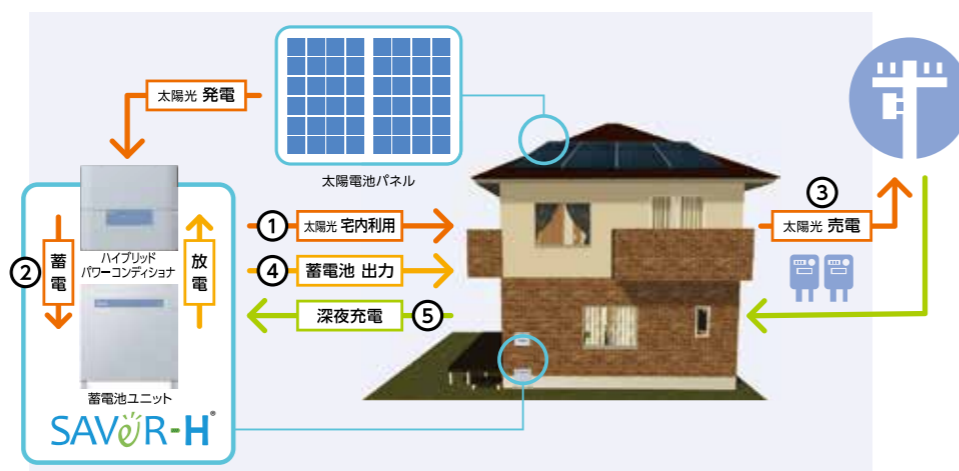 太陽光 発電
太陽電池パネル
ハイブリッド
パワーコンディショナ
② 蓄電
放電
蓄電池ユニット
SAVeR-H®
① 太陽光 宅内利用
④ 蓄電池 出力
深夜充電 ⑤
③
太陽光 売電